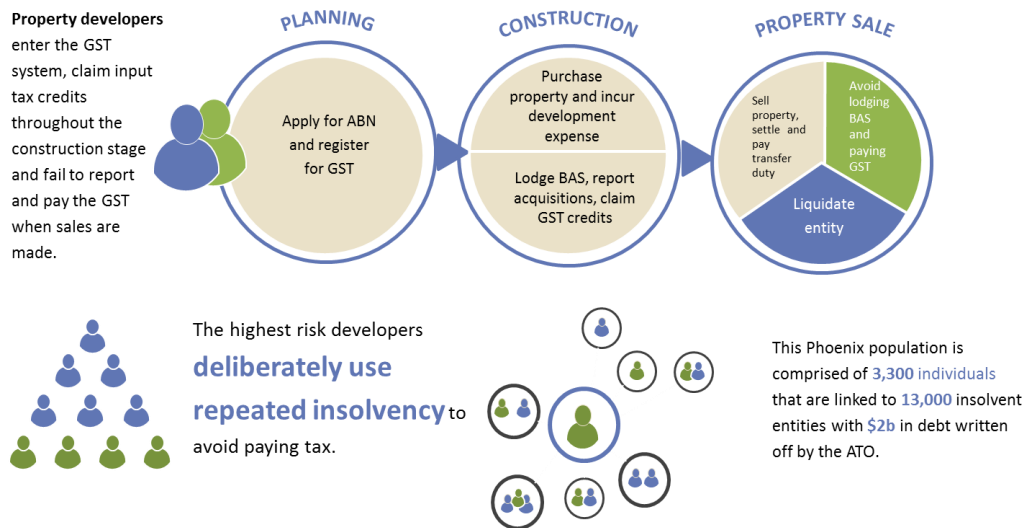 Property developers
enter the GST
system, claim input
tax credits
throughout the
construction stage
and fail to report
and pay the GST
when sales are
made.
PLANNING
Apply for ABN
and register
for GST
CONSTRUCTION
Purchase
property and incur
development
expense
Lodge BAS, report
acquisitions, claim
GST credits
PROPERTY SALE
Sell
property,
settle and
pay
transfer
duty
Avoid
lodging
BAS
and
paying
GST
Liquidate
entity
The highest risk developers
deliberately use
repeated insolvency to
avoid paying tax.
This Phoenix population is
comprised of 3,300 individuals
that are linked to 13,000 insolvent
entities with $2b in debt written
off by the ATO.